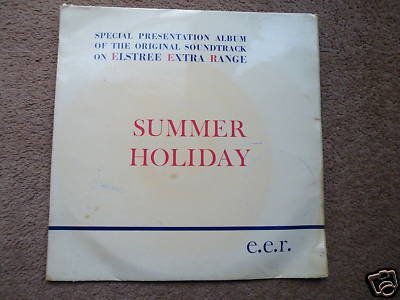 SPECIAL PRESENTATION ALBUM
OF THE ORIGINAL SOUNDTRACK
ON ELSTREE EXTRA RANGE
SUMMER
HOLIDAY
e.e.r.